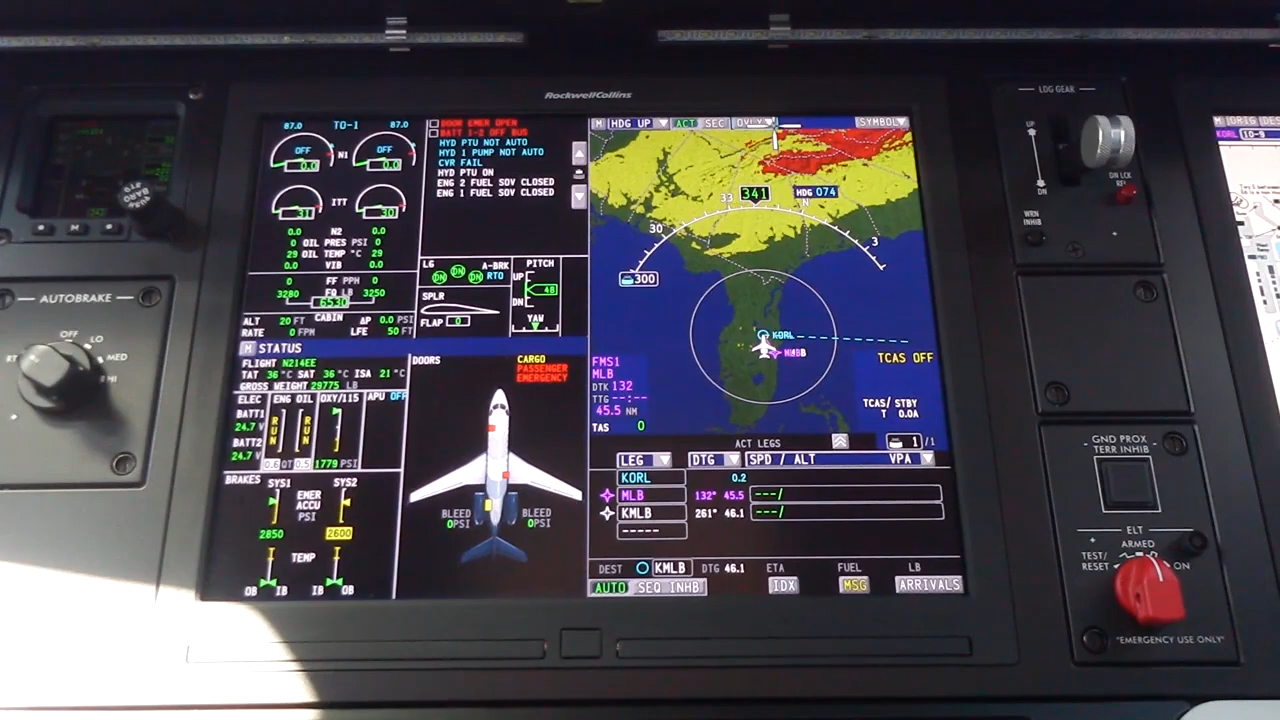 RockwellCollins
87.0 TO-1 87.0
OFF N1 OFF
0.0 0.0
ITT
31 30
0.0 N2 0.0
0 OIL PRES PSI 0
29 OIL TEMP °C 29
0.0 VIB 0.0
0 FF PPH 0
3280 FQ LB 3250
6530
CABIN
ALT 20 FT ΔP 0.0 PSI
RATE 0 FPM LFE 50 FT
DOOR EMER OPEN
BATT 1-2 OFF BUS
HYD PTU NOT AUTO
HYD 1 PUMP NOT AUTO
CVR FAIL
HYD PTU ON
ENG 2 FUEL SOV CLOSED
ENG 1 FUEL SOV CLOSED
LG
DN DN DN
A-BRK
RTO
SPLR
FLAP 0
PITCH
UP
48
DN
YAW
M STATUS
FLIGHT N214EE
TAT 36 °C SAT 36 °C ISA 21 °C
GROSS WEIGHT 29775 LB
ELEC ENG OIL OXY/115 APU OFF
BATT1
24.7 V
BATT2
24.7 V
RUN RUN
0.6 QT 0.5 1779 PSI
BRAKES SYS1 SYS2
EMER
ACCU
PSI
2850 2600
TEMP
OB IB IB OB
DOORS
CARGO
PASSENGER
EMERGENCY
BLEED BLEED
0PSI 0PSI
M HDG UP ACT SEC OVLY SYMBOL
341 HDG 074
33 N
30 3
300
KORL
MLB
FMS1
MLB
DTK 132
TTG --:--
45.5 NM
TAS 0
TCAS OFF
TCAS/ STBY
T 0.0A
ACT LEGS 1 /1
LEG DTG SPD / ALT VPA
KORL 0.2
MLB 132° 45.5 ---/
KMLB 261° 46.1 ---/
-----
DEST KMLB DTG 46.1 ETA FUEL LB
AUTO SEQ INHB IDX MSG ARRIVALS
AUTOBRAKE
OFF
LO
MED
LDG GEAR
UP
DN
DN LCK
REL
WRN
INHIB
GND PROX
TERR INHIB
ELT
ARMED
TEST/
RESET
ON
"EMERGENCY USE ONLY"
M ORIG DES
KORL 10-9